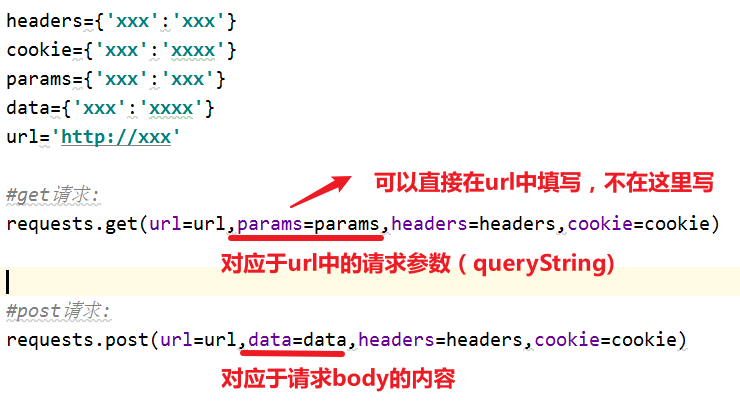 headers={'xxx':'xxx'}
cookie={'xxx':'xxxx'}
params={'xxx':'xxx'}
data={'xxx':'xxxx'}
url='http://xxx'
可以直接在url中填写，不在这里写
#get请求:
requests.get(url=url,params=params,headers=headers,cookie=cookie)
对应于url中的请求参数（queryString)
#post请求:
requests.post(url=url,data=data,headers=headers,cookie=cookie)
对应于请求body的内容